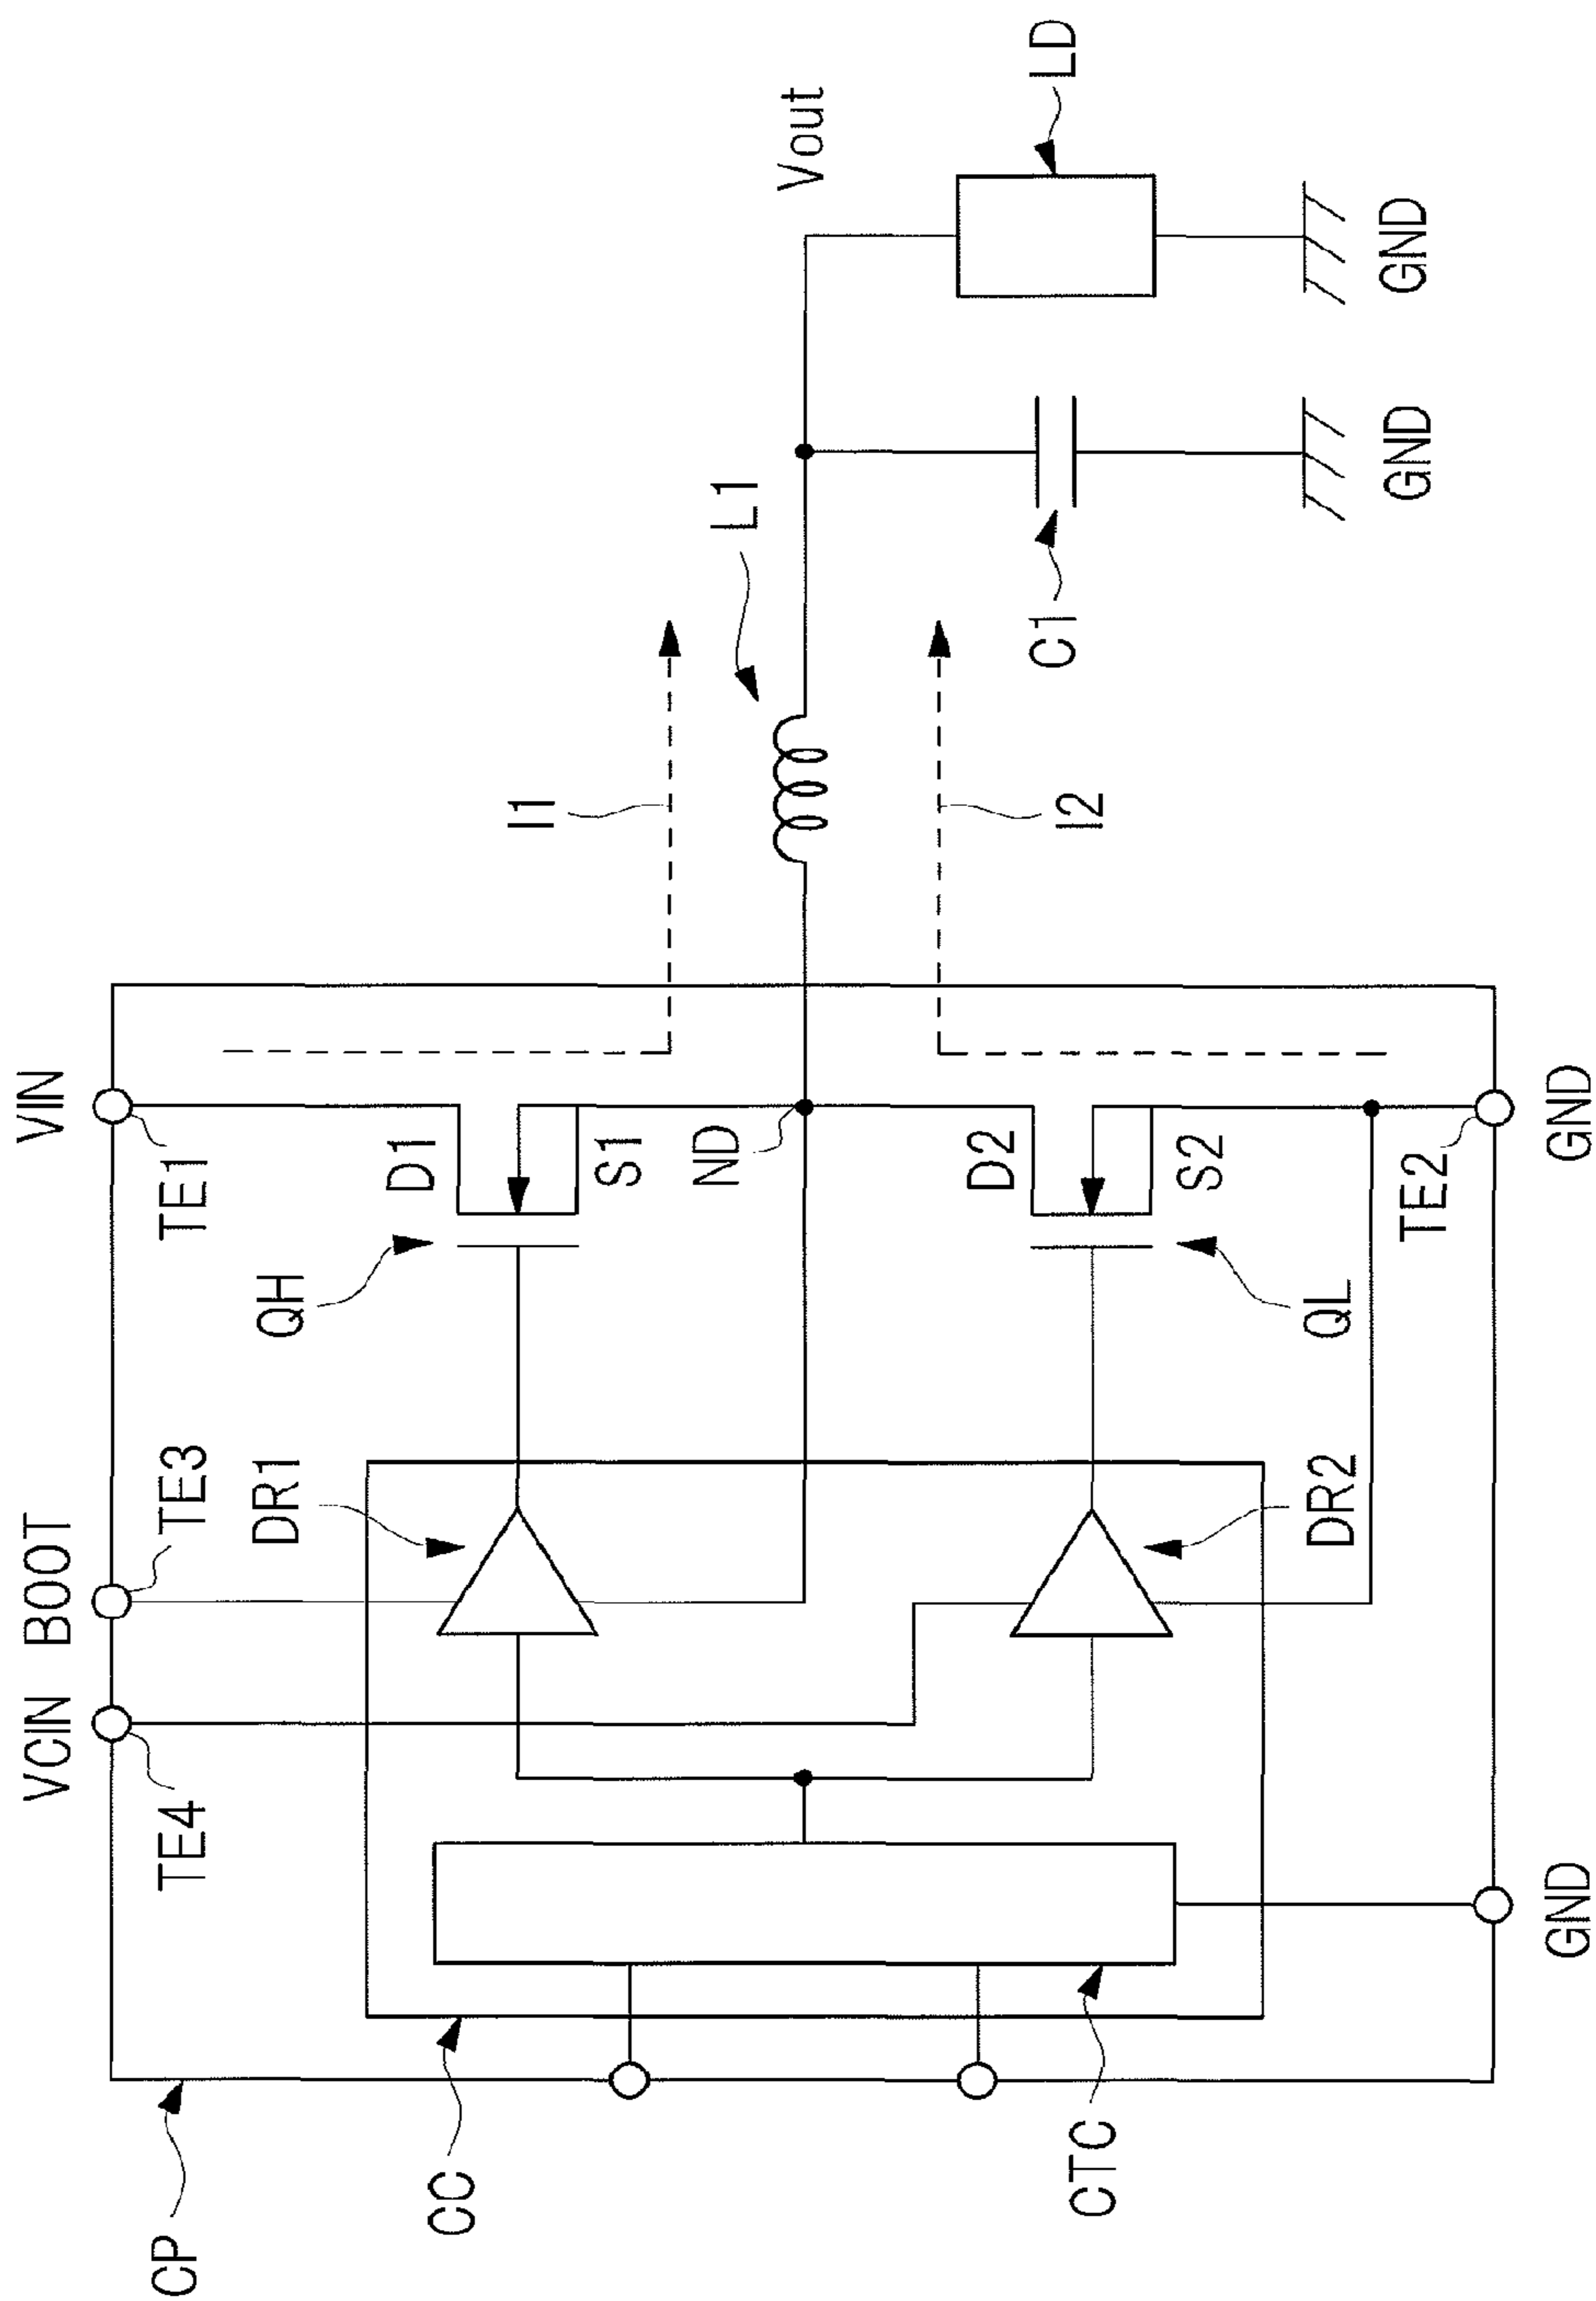 CP
VCIN
BOOT
VIN
TE4
TE3
TE1
CC
DR1
QH
D1
S1
I1
L1
Vout
ND
CTC
DR2
QL
D2
S2
I2
C1
LD
TE2
GND
GND
GND
GND